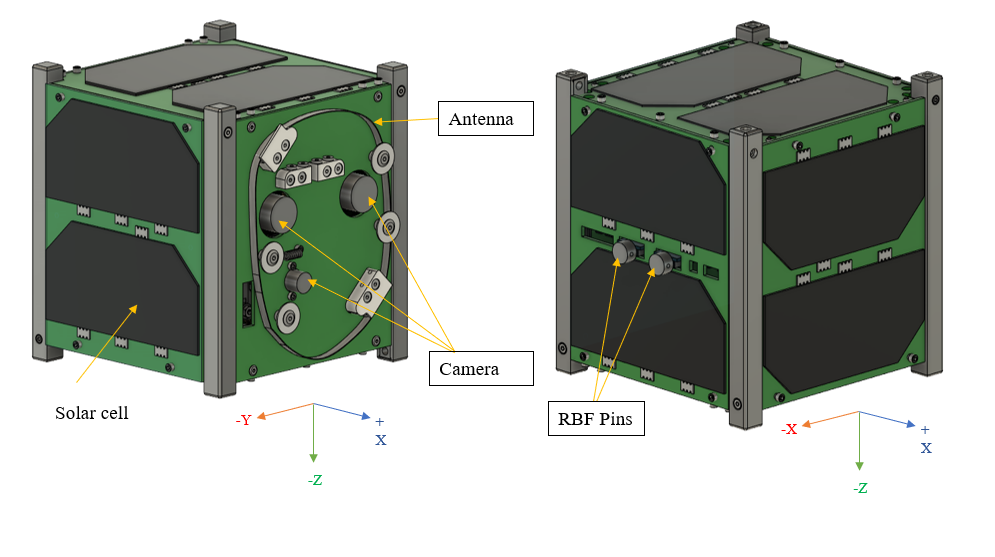 Antenna
Camera
Solar cell
RBF Pins
-Y
+
X
-Z
-X
+
X
-Z